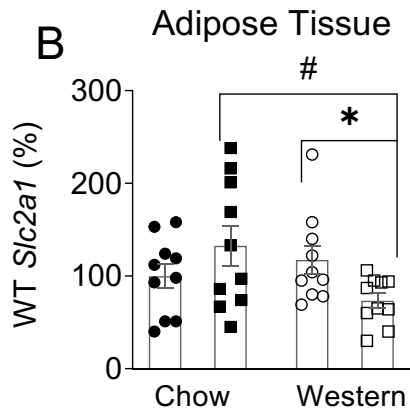 B
Adipose Tissue
#
*
WT Slc2a1 (%)
300
200
100
0
Chow
Western